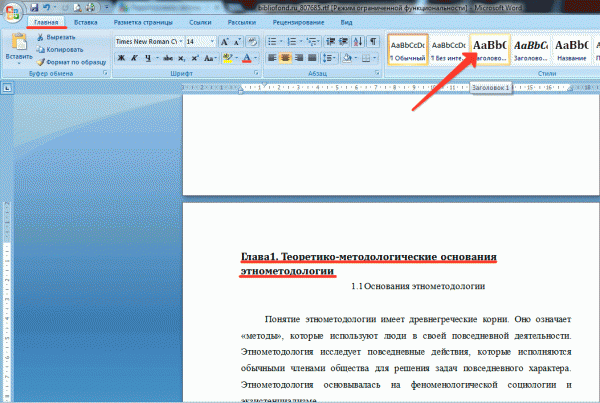 bibliofond.ru_807685.rtf [Режим ограниченной функциональности] - Microsoft Word
Главная Вставка Разметка страницы Ссылки Рассылки Рецензирование Вид
Вырезать
Копировать
Формат по образцу
Вставить
Times New Roman 14
AaBbCcDc AaBbCcDc AaBbC AaBbCc AaBbC
¶ Обычный ¶ Без инте... Заголово... Заголово... Название
Буфер обмена Шрифт Абзац Стили
Заголовок 1
Глава1. Теоретико-методологические основания
этнометодологии
1.1Основания этнометодологии
Понятие этнометодологии имеет древнегреческие корни. Оно означает
«методы», которые используют люди в своей повседневной деятельности.
Этнометодология исследует повседневные действия, которые исполняются
обычными членами общества для решения задач повседневного характера.
Этнометодология основывалась на феноменологической социологии и
экзистенциализме